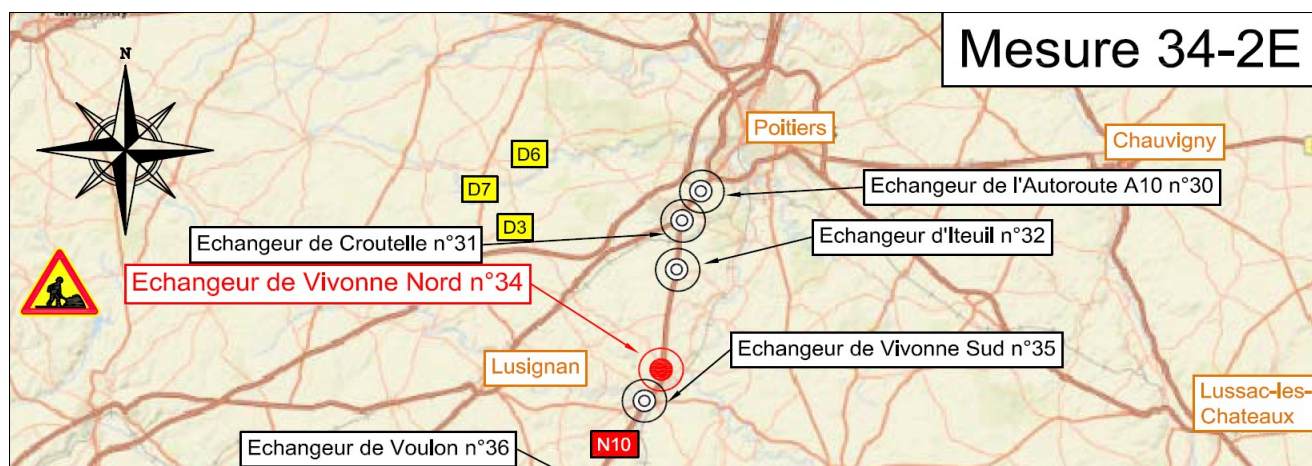 Mesure 34-2E
N
Poitiers
Chauvigny
D6
D7
D3
Echangeur de l'Autoroute A10 n°30
Echangeur de Croutelle n°31
Echangeur d'Iteuil n°32
Echangeur de Vivonne Nord n°34
Echangeur de Vivonne Sud n°35
Lusignan
Lussac-les-
Chateaux
N10
Echangeur de Voulon n°36